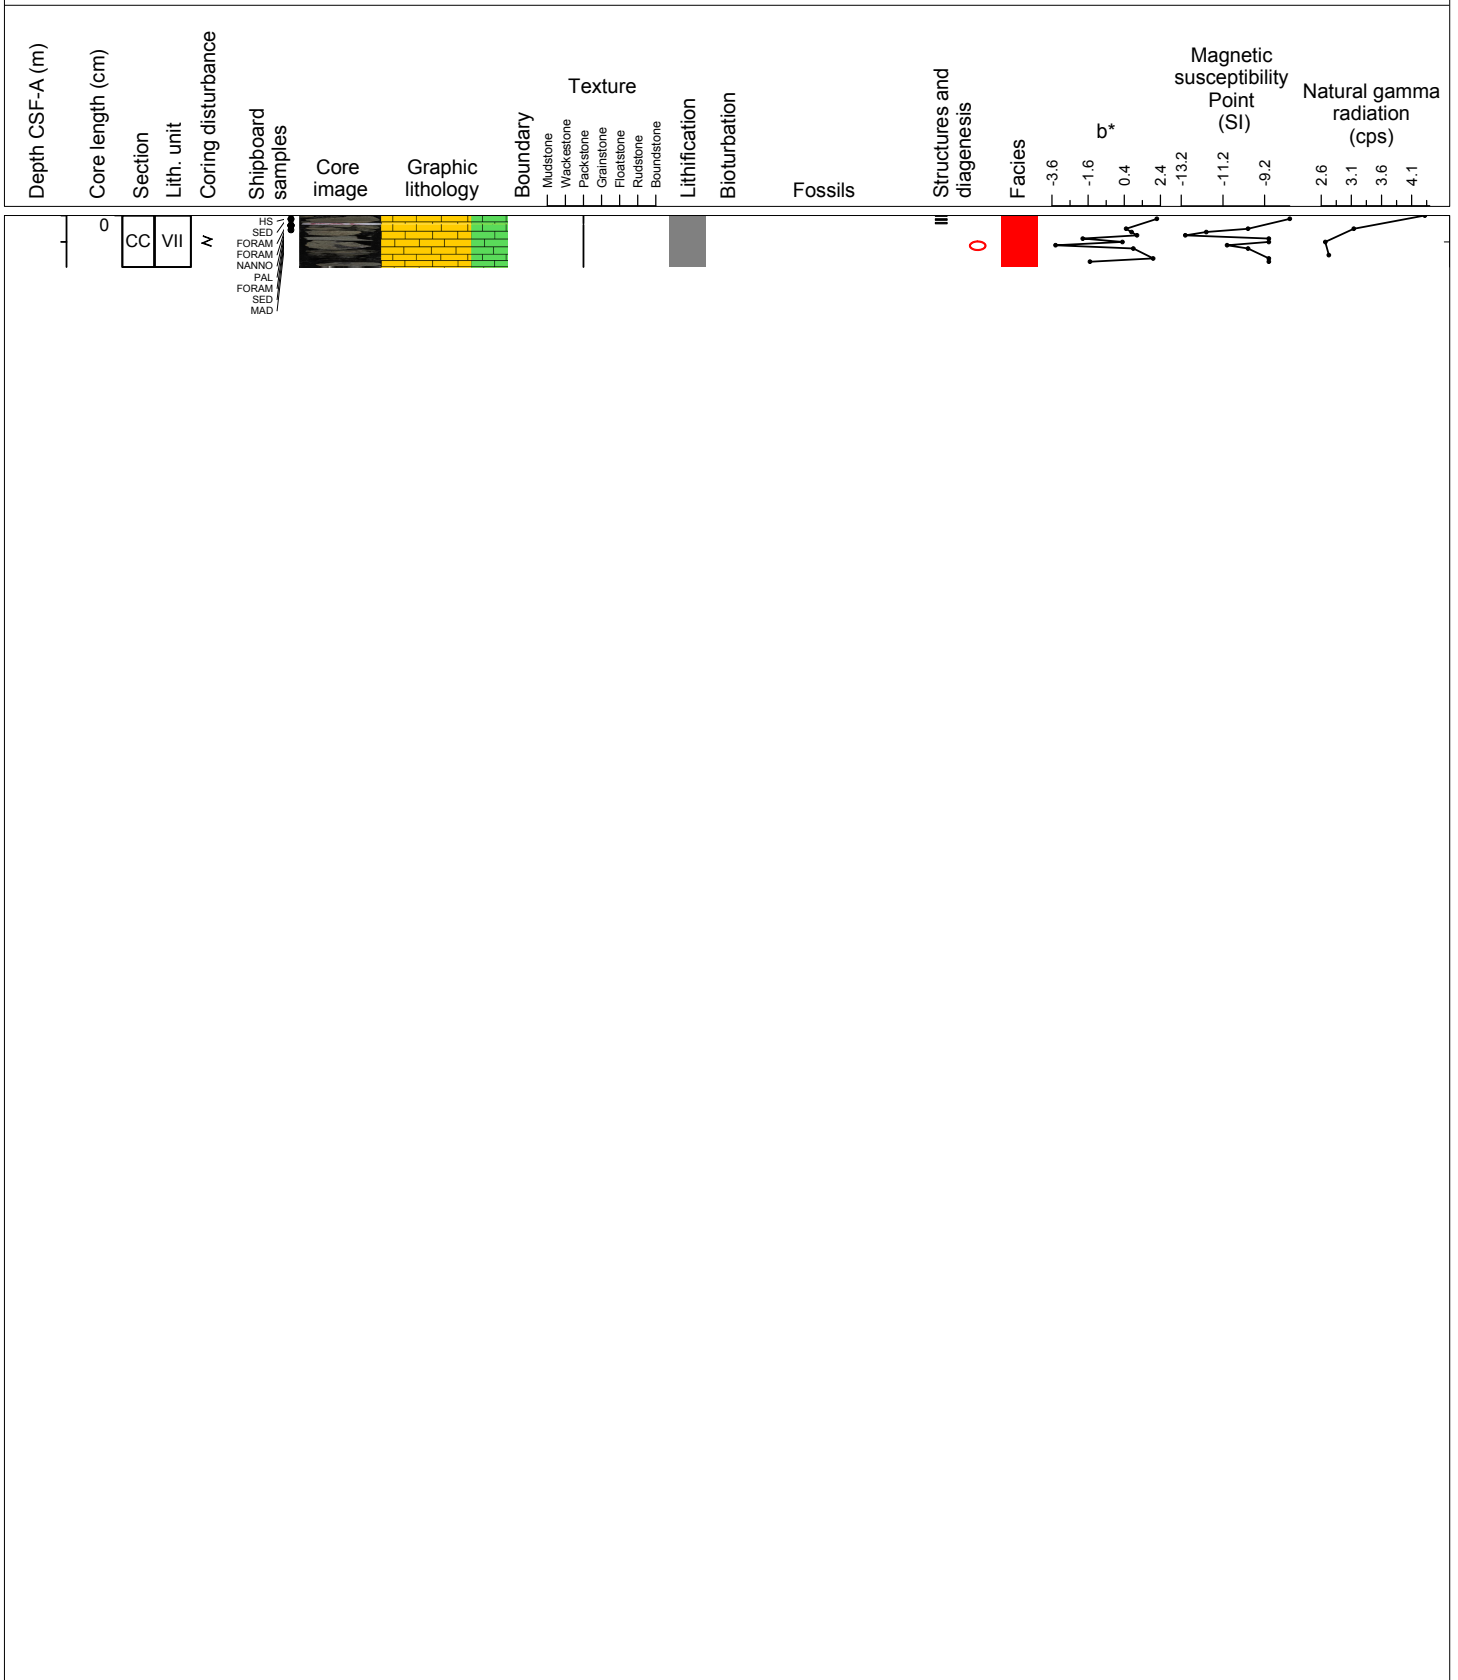 Depth CSF-A (m)
Core length (cm)
Section
Lith. unit
Coring disturbance
Shipboard
samples
Core
image
Graphic
lithology
Boundary
Texture
Mudstone
Wackestone
Packstone
Grainstone
Floatstone
Rudstone
Boundstone
Lithification
Bioturbation
Fossils
Structures and
diagenesis
Facies
b*
-3.6
-1.6
0.4
2.4
Magnetic
susceptibility
Point
(SI)
-13.2
-11.2
-9.2
Natural gamma
radiation
(cps)
2.6
3.1
3.6
4.1
0
CC
VII
HS
SED
FORAM
FORAM
NANNO
PAL
FORAM
SED
MAD